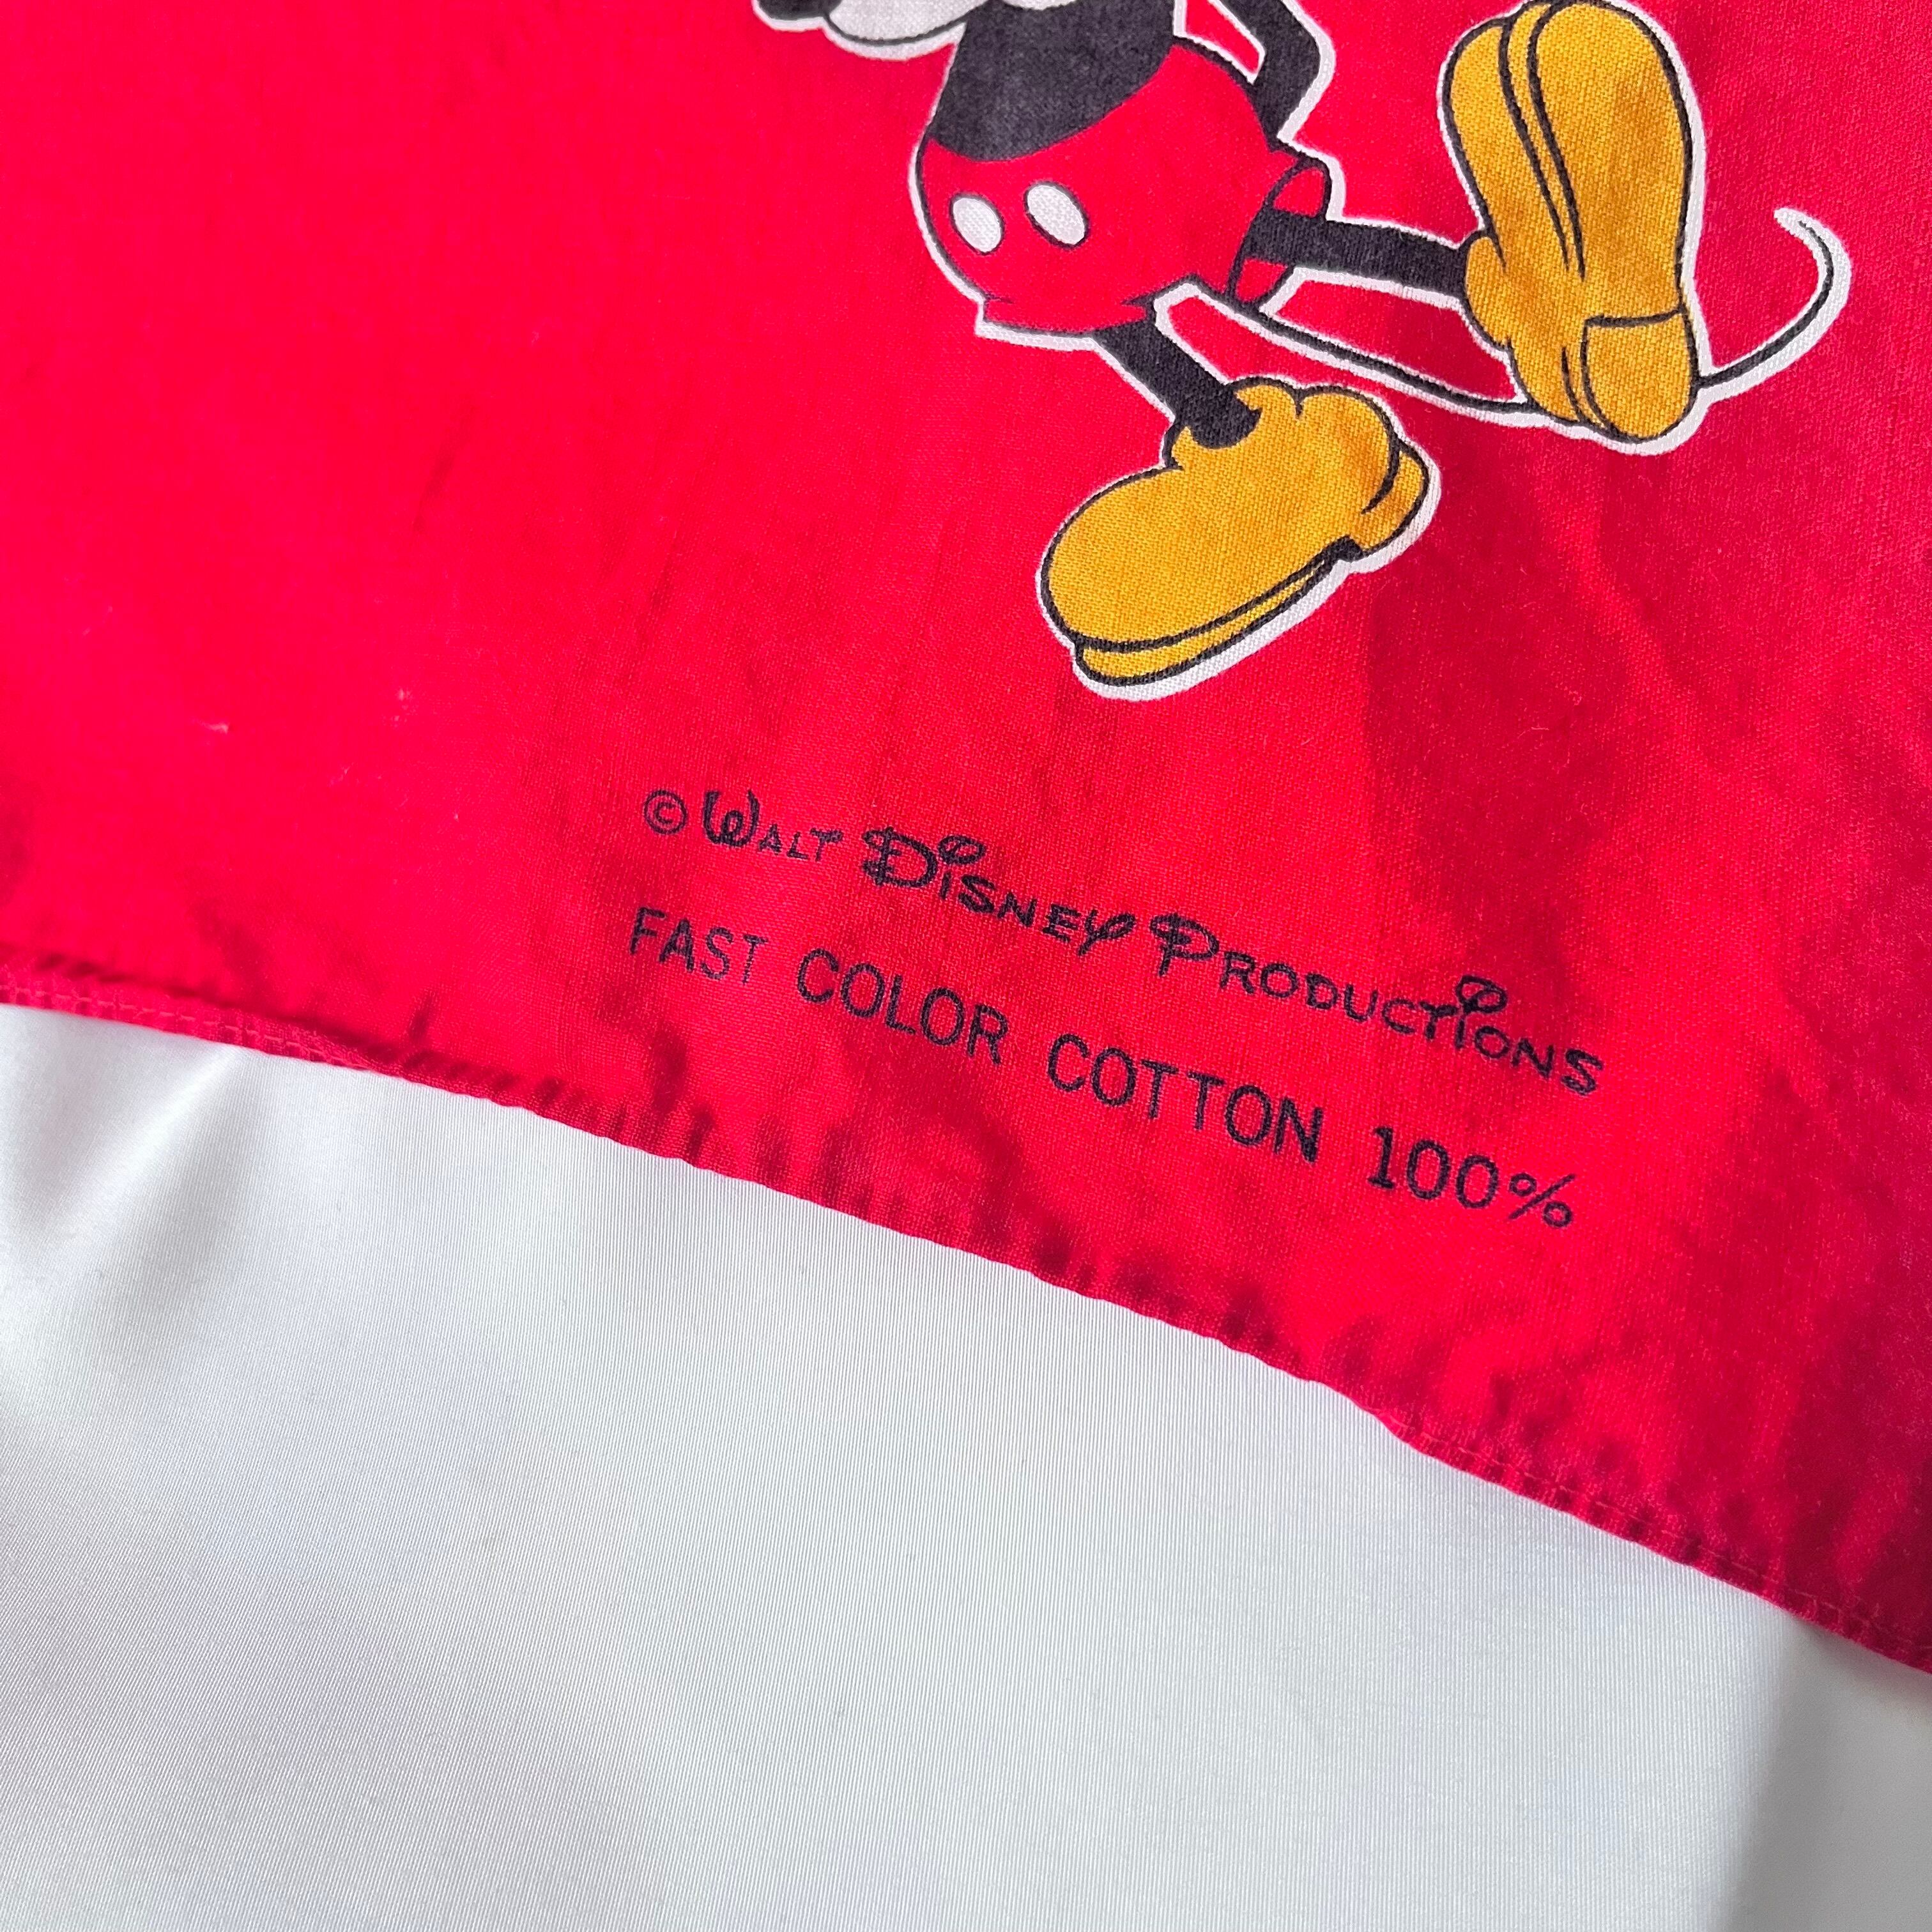 © WALT DISNEY PRODUCTIONS
FAST COLOR COTTON 100%